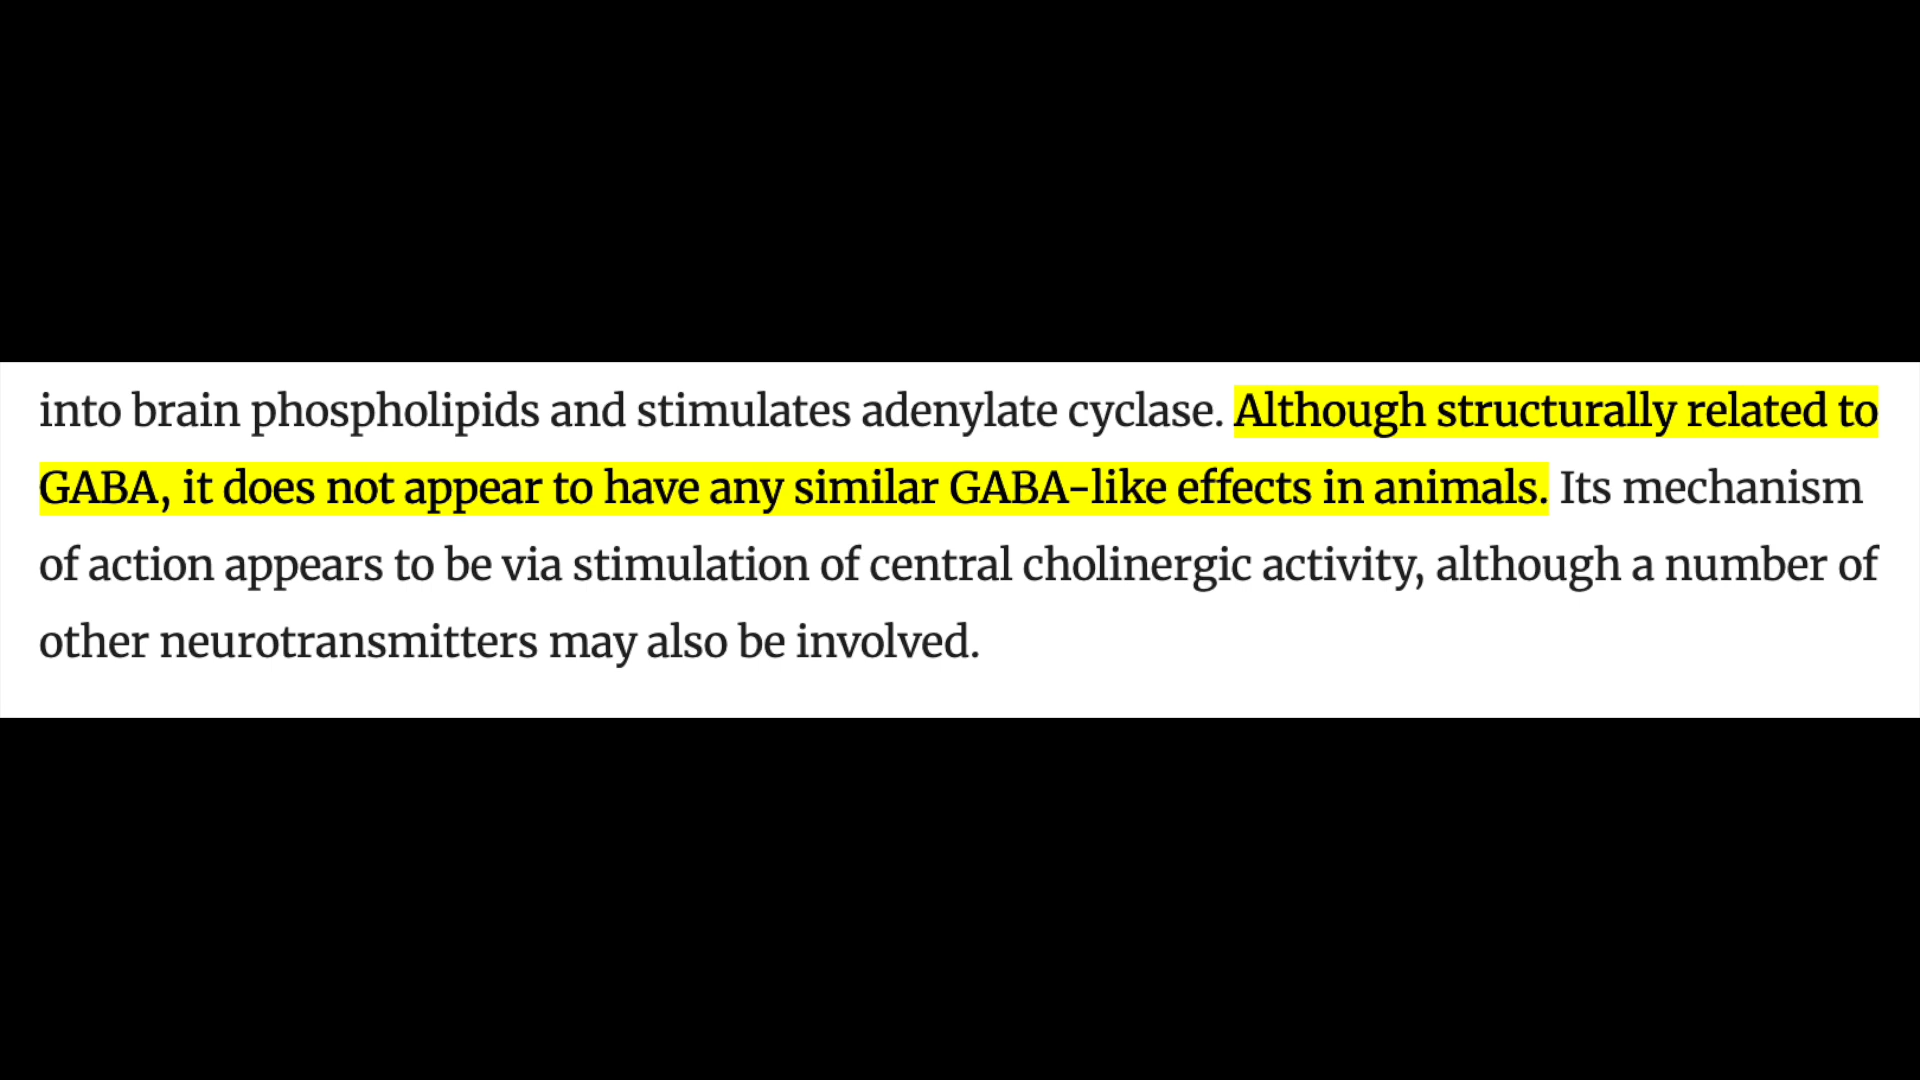 into brain phospholipids and stimulates adenylate cyclase. Although structurally related to
GABA, it does not appear to have any similar GABA-like effects in animals. Its mechanism
of action appears to be via stimulation of central cholinergic activity, although a number of
other neurotransmitters may also be involved.